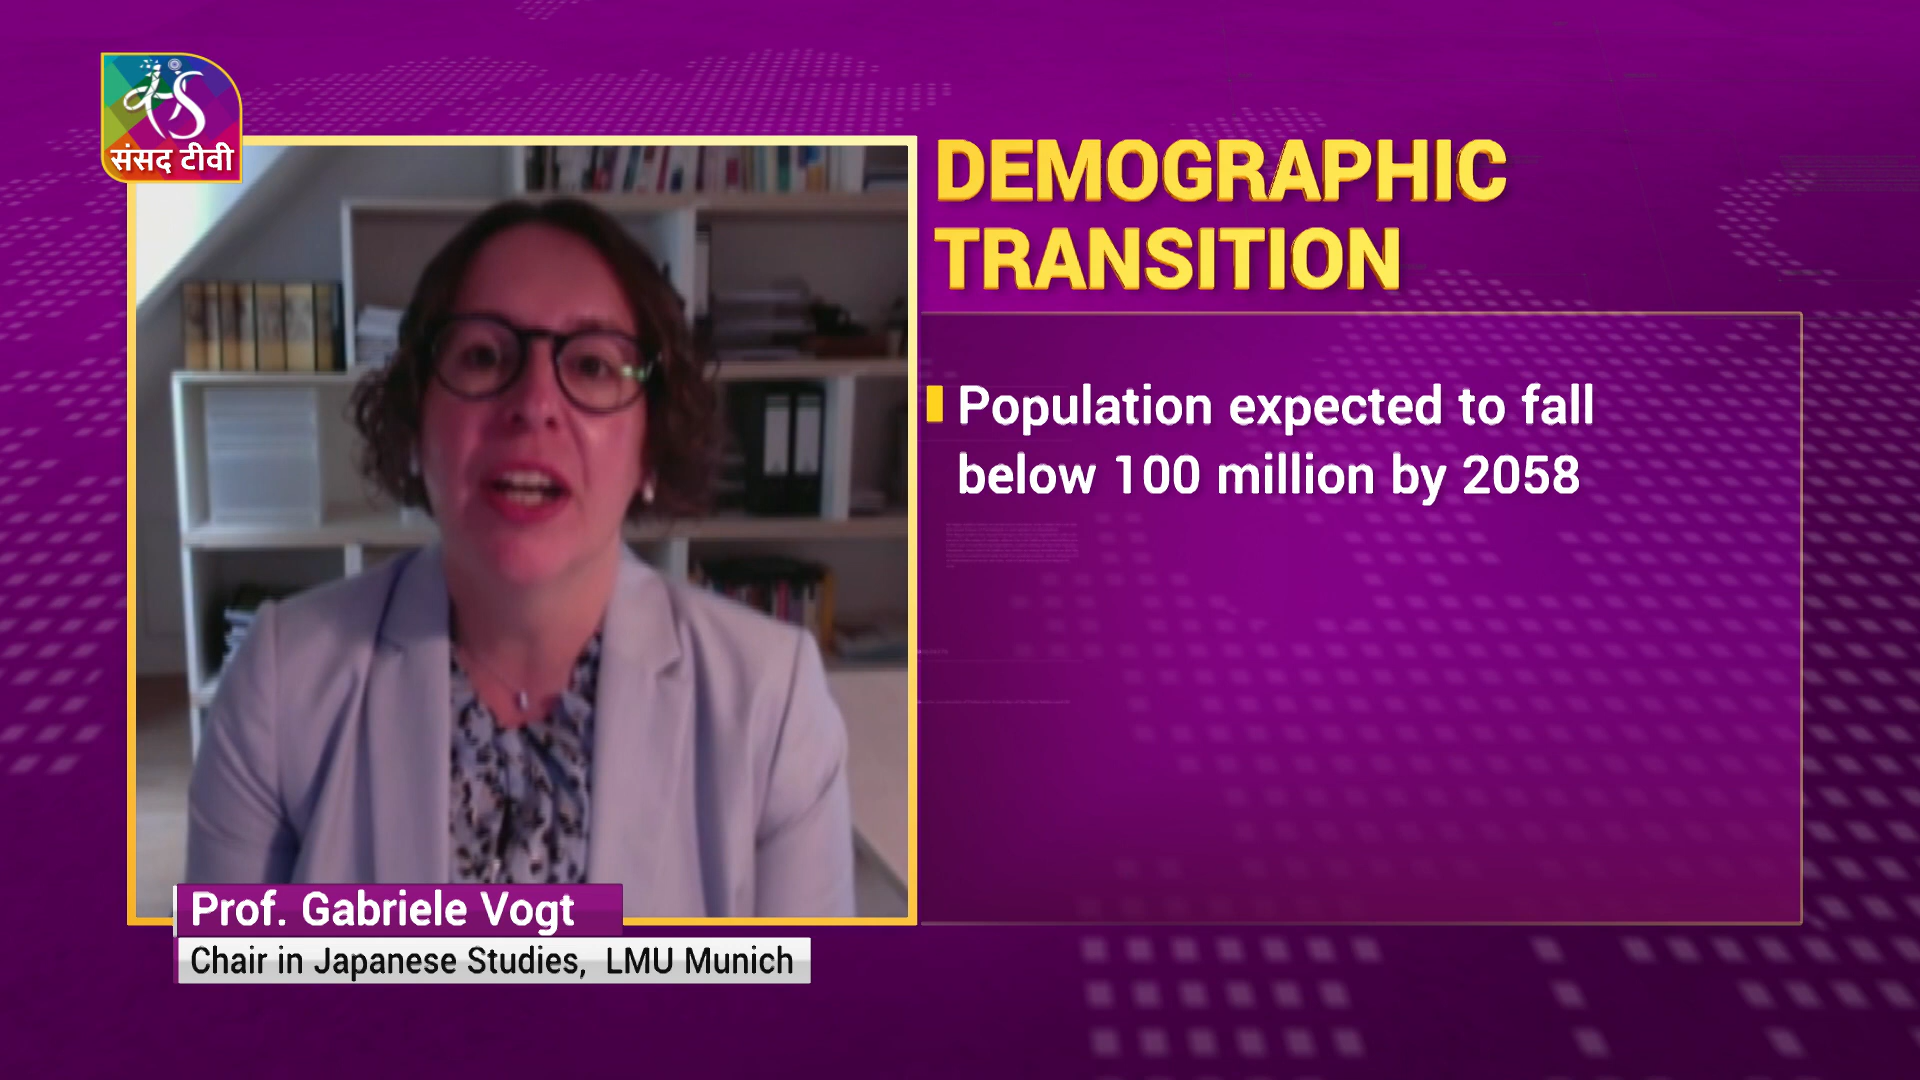 संसद टीवी
DEMOGRAPHIC
TRANSITION
Population expected to fall
below 100 million by 2058
Prof. Gabriele Vogt
Chair in Japanese Studies, LMU Munich